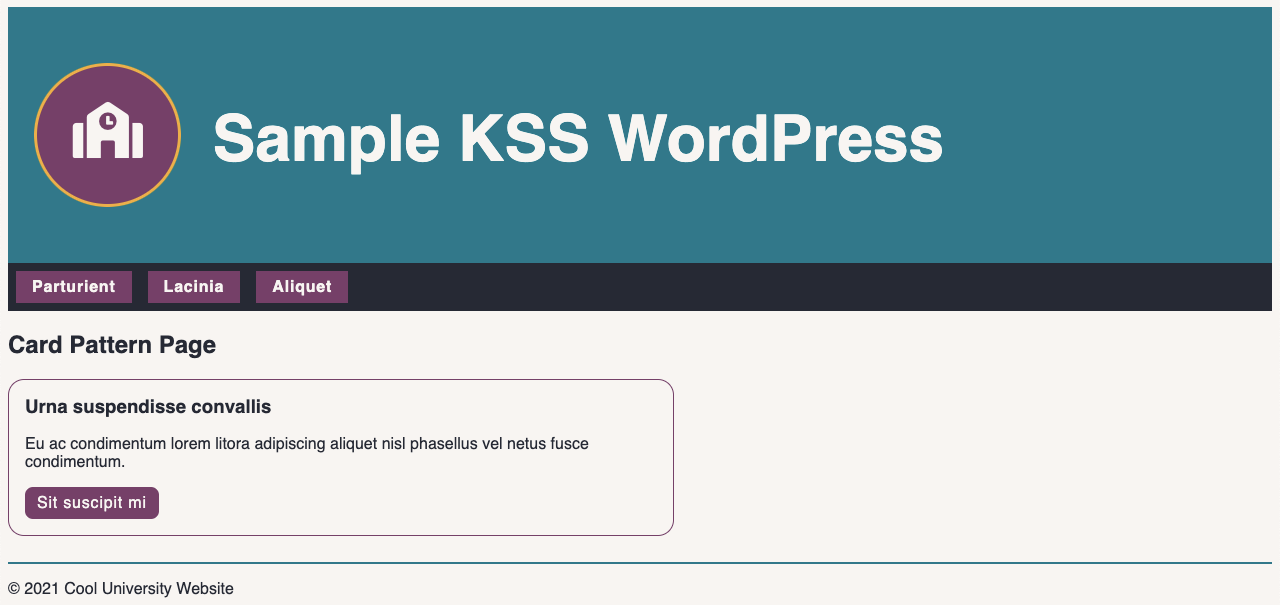 Sample KSS WordPress
Parturient
Lacinia
Aliquet
Card Pattern Page
Urna suspendisse convallis
Eu ac condimentum lorem litora adipiscing aliquet nisl phasellus vel netus fusce
condimentum.
Sit suscipit mi
© 2021 Cool University Website